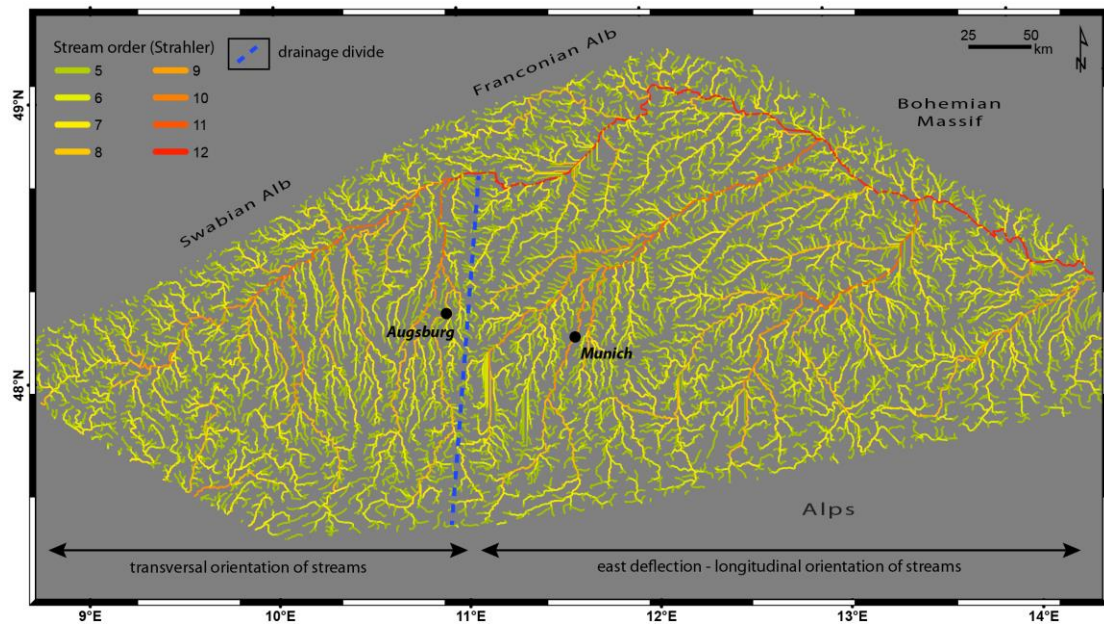 Stream order (Strahler)
5
6
7
8
9
10
11
12
drainage divide
25 50
km
N
Franconian Alb
Bohemian
Massif
Swabian Alb
49°N
48°N
Augsburg
Munich
Alps
transversal orientation of streams
east deflection - longitudinal orientation of streams
9°E
10°E
11°E
12°E
13°E
14°E